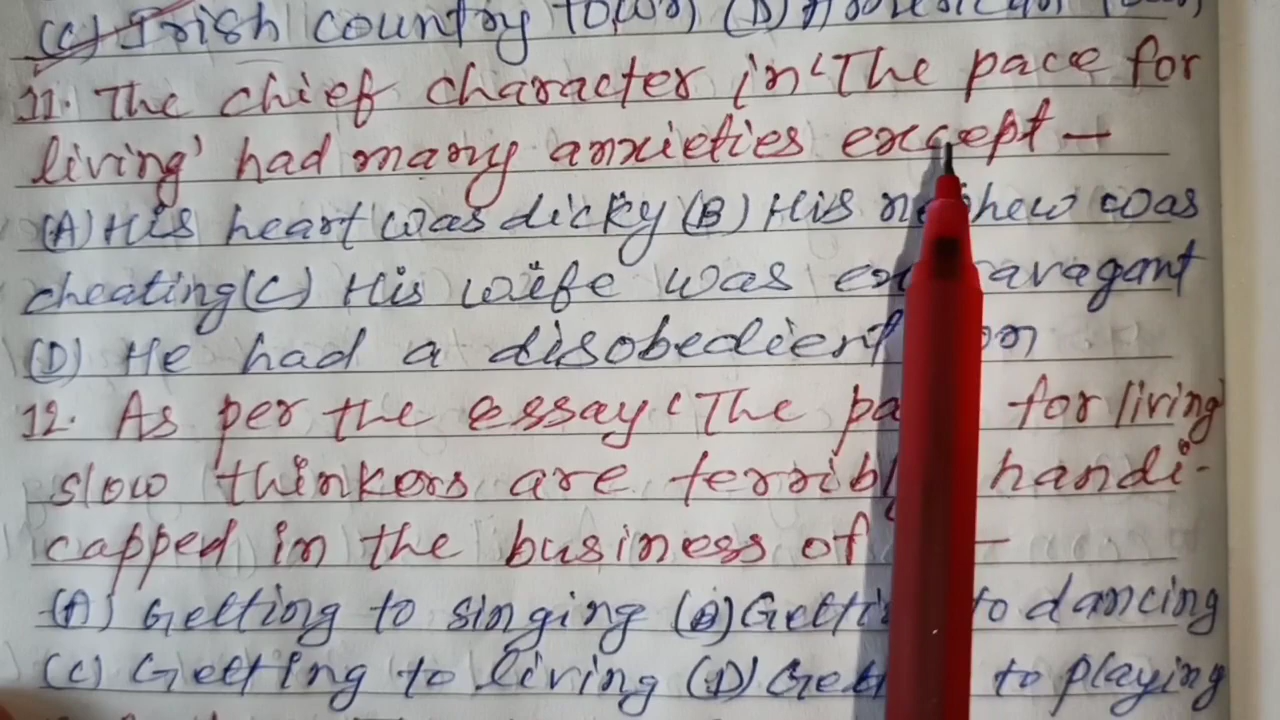 (C) Irish country town (D)
11. The chief character in 'The pace for
living' had many anxieties except —
(A) His heart was dicky (B) His nephew was
cheating (C) His wife was extravagant
(D) He had a disobedient son
12. As per the essay 'The pace for living'
slow thinkers are terribly handi-
capped in the business of —
(A) Getting to singing (B) Getting to dancing
(C) Getting to living (D) Getting to playing